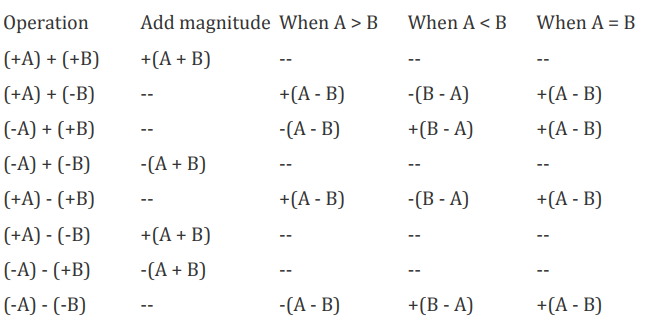 Operation Add magnitude When A > B When A < B When A = B
(+A) + (+B) +(A + B) -- -- --
(+A) + (-B) -- +(A - B) -(B - A) +(A - B)
(-A) + (+B) -- -(A - B) +(B - A) +(A - B)
(-A) + (-B) -(A + B) -- -- --
(+A) - (+B) -- +(A - B) -(B - A) +(A - B)
(+A) - (-B) +(A + B) -- -- --
(-A) - (+B) -(A + B) -- -- --
(-A) - (-B) -- -(A - B) +(B - A) +(A - B)